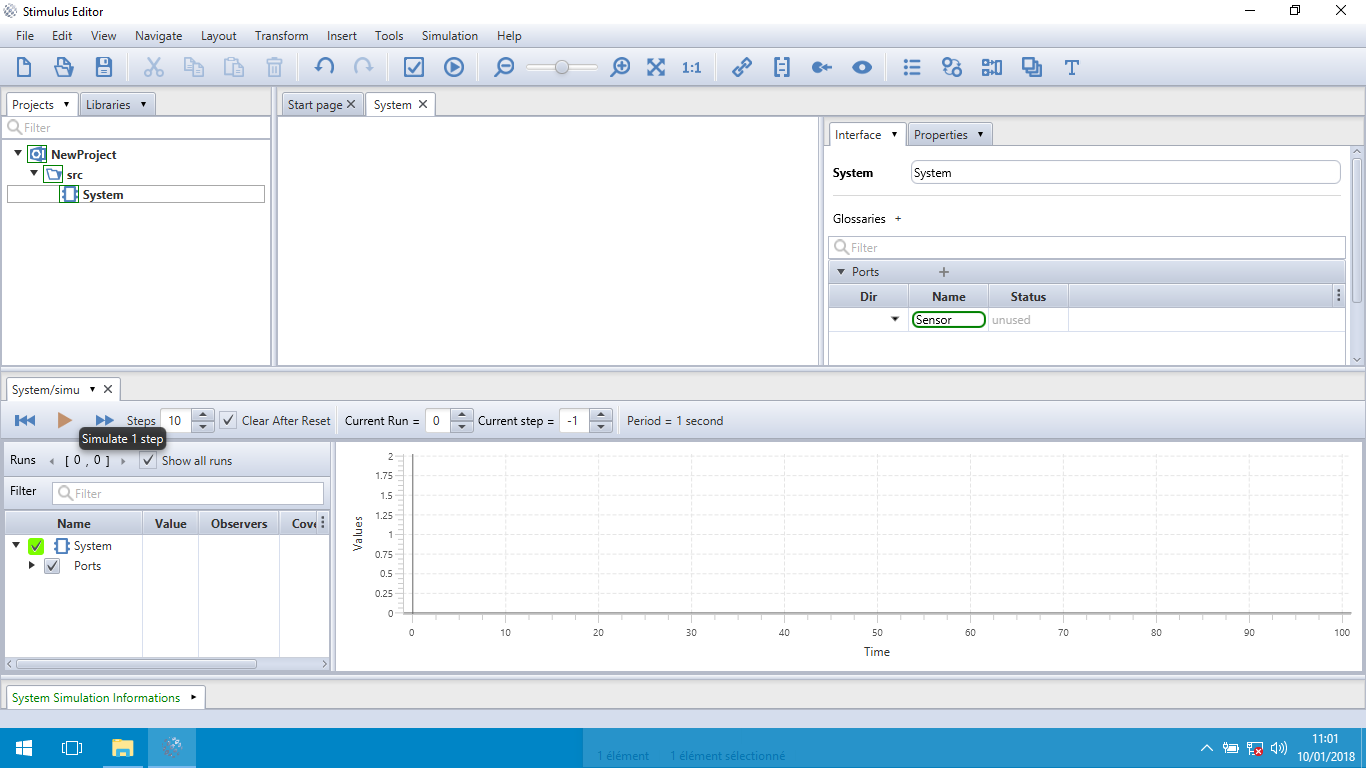 Stimulus Editor
File Edit View Navigate Layout Transform Insert Tools Simulation Help
1:1 T
Projects Libraries
Filter
NewProject
src
System
Start page System
Interface Properties
System System
Glossaries +
Filter
Ports +
Dir Name Status
Sensor unused
System/simu
Steps 10 Clear After Reset Current Run = 0 Current step = -1 Period = 1 second
Simulate 1 step
Runs [ 0 , 0 ] Show all runs
Filter Filter
Name Value Observers Cove
System
Ports
Values
2
1.75
1.5
1.25
1
0.75
0.5
0.25
0
0 10 20 30 40 50 60 70 80 90 100
Time
System Simulation Informations
1 élément 1 élément sélectionné
11:01
10/01/2018